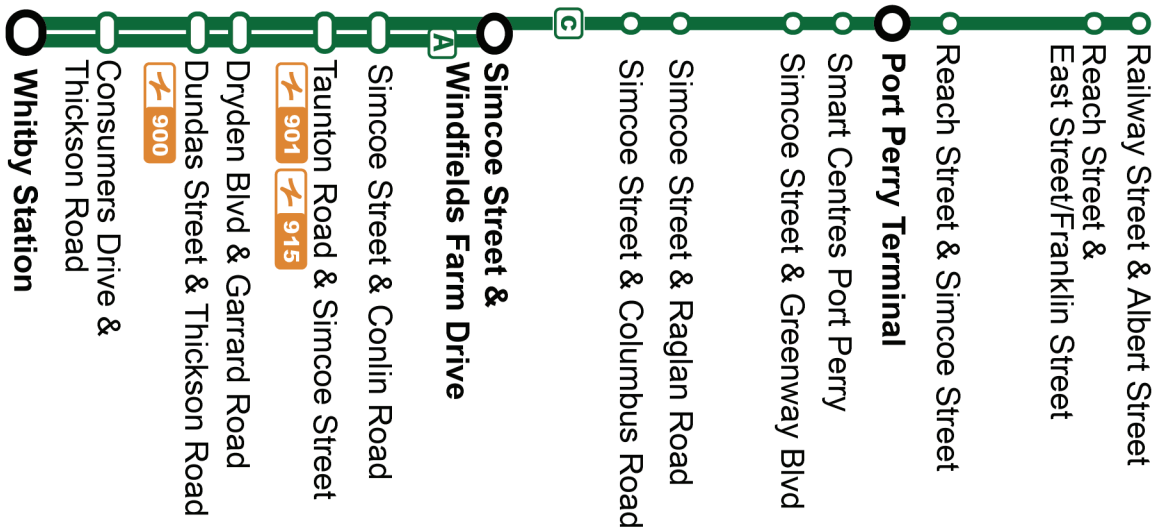 Whitby Station
Consumers Drive &
Thickson Road
Dundas Street & Thickson Road
900
Dryden Blvd & Garrard Road
Taunton Road & Simcoe Street
901 915
Simcoe Street & Conlin Road
A
Simcoe Street &
Windfields Farm Drive
C
Simcoe Street & Columbus Road
Simcoe Street & Raglan Road
Simcoe Street & Greenway Blvd
Smart Centres Port Perry
Port Perry Terminal
Reach Street & Simcoe Street
Reach Street &
East Street/Franklin Street
Railway Street & Albert Street